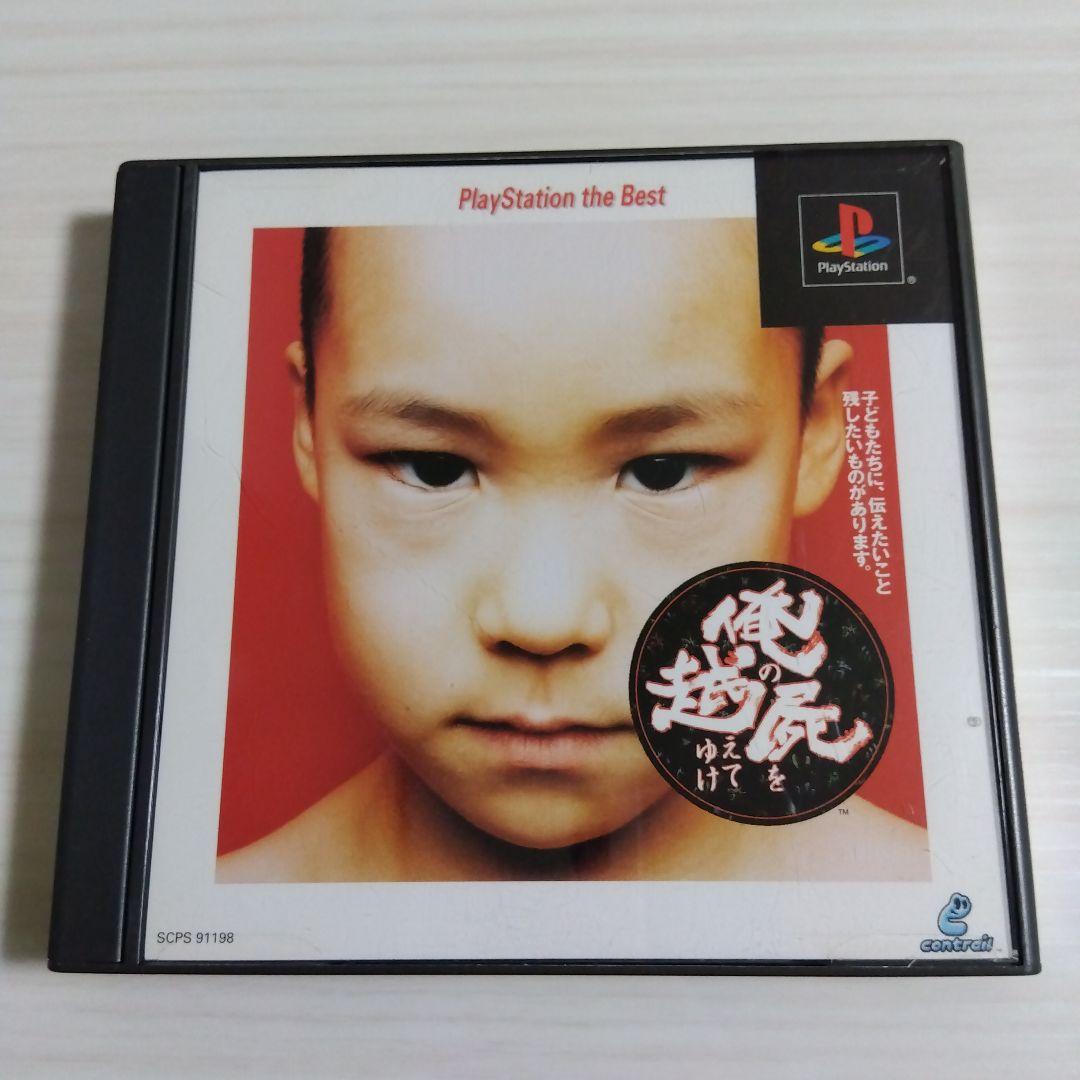 PlayStation the Best
PlayStation
®
子どもたちに、伝えたいこと
残したいものがあります。
俺の屍を
越えて
ゆけ
™
SCPS 91198
contrail
™